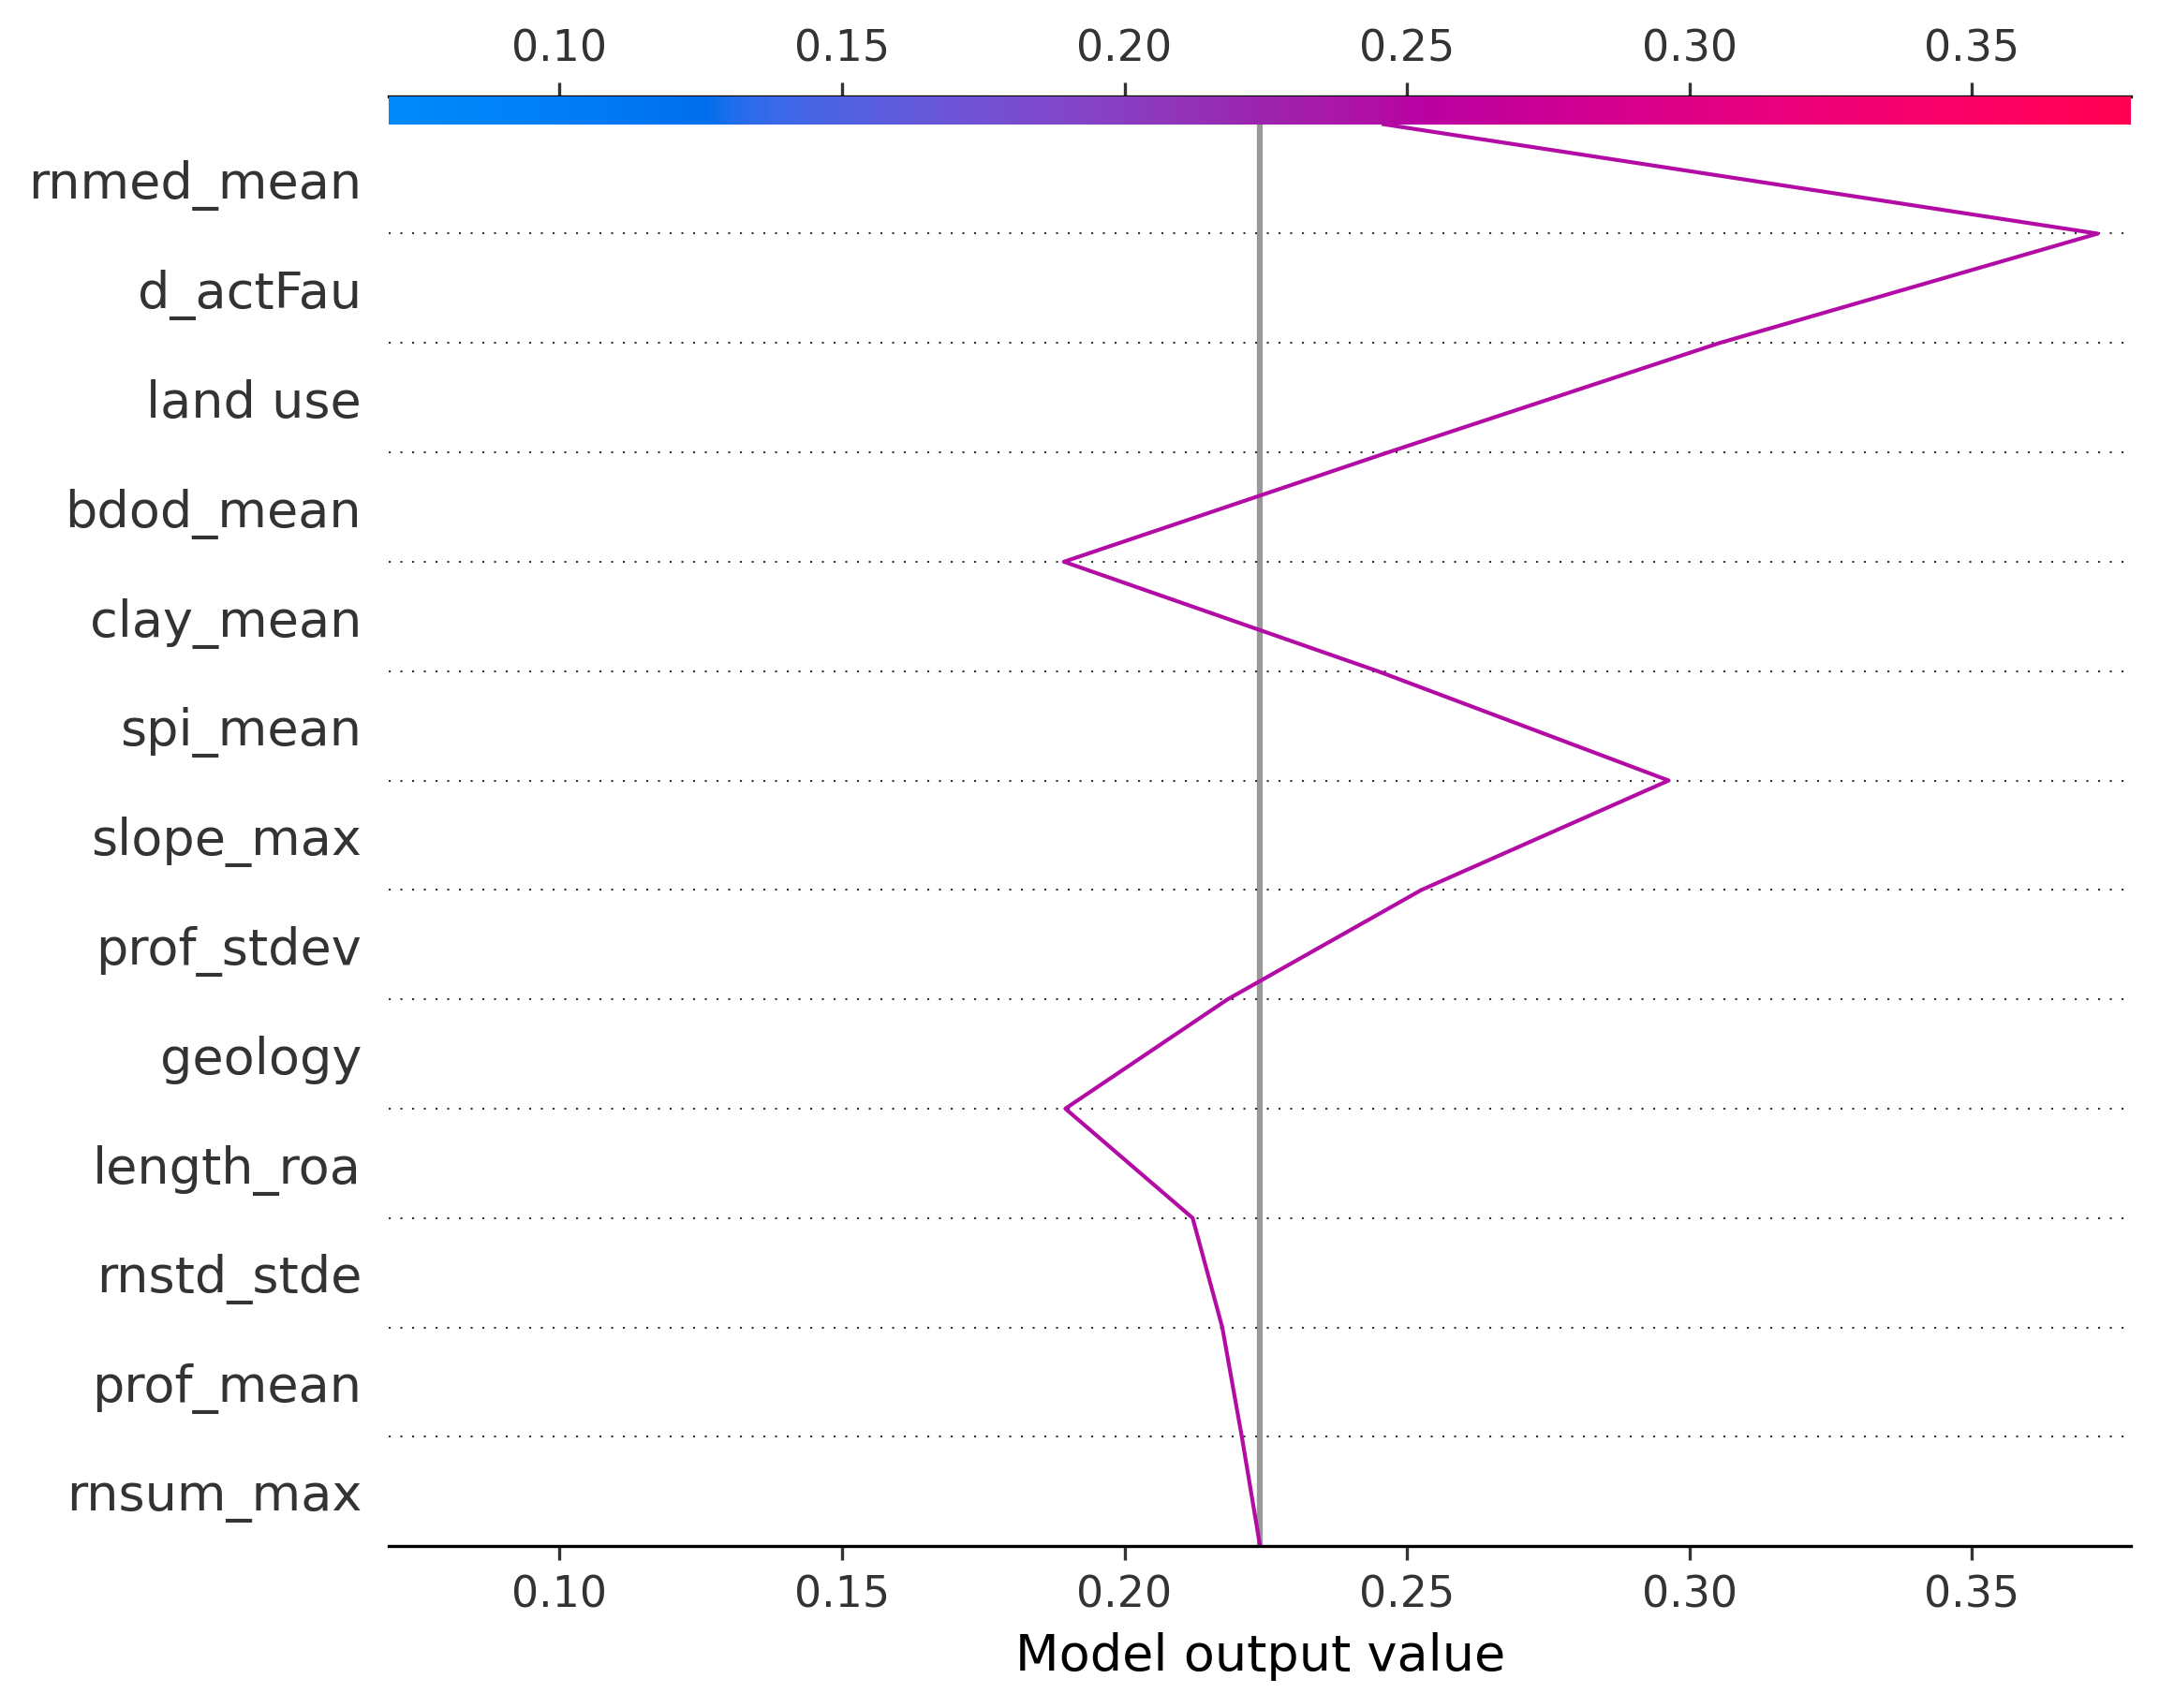 0.10 0.15 0.20 0.25 0.30 0.35
rnmed_mean
d_actFau
land use
bdod_mean
clay_mean
spi_mean
slope_max
prof_stdev
geology
length_roa
rnstd_stde
prof_mean
rnsum_max
0.10 0.15 0.20 0.25 0.30 0.35
Model output value